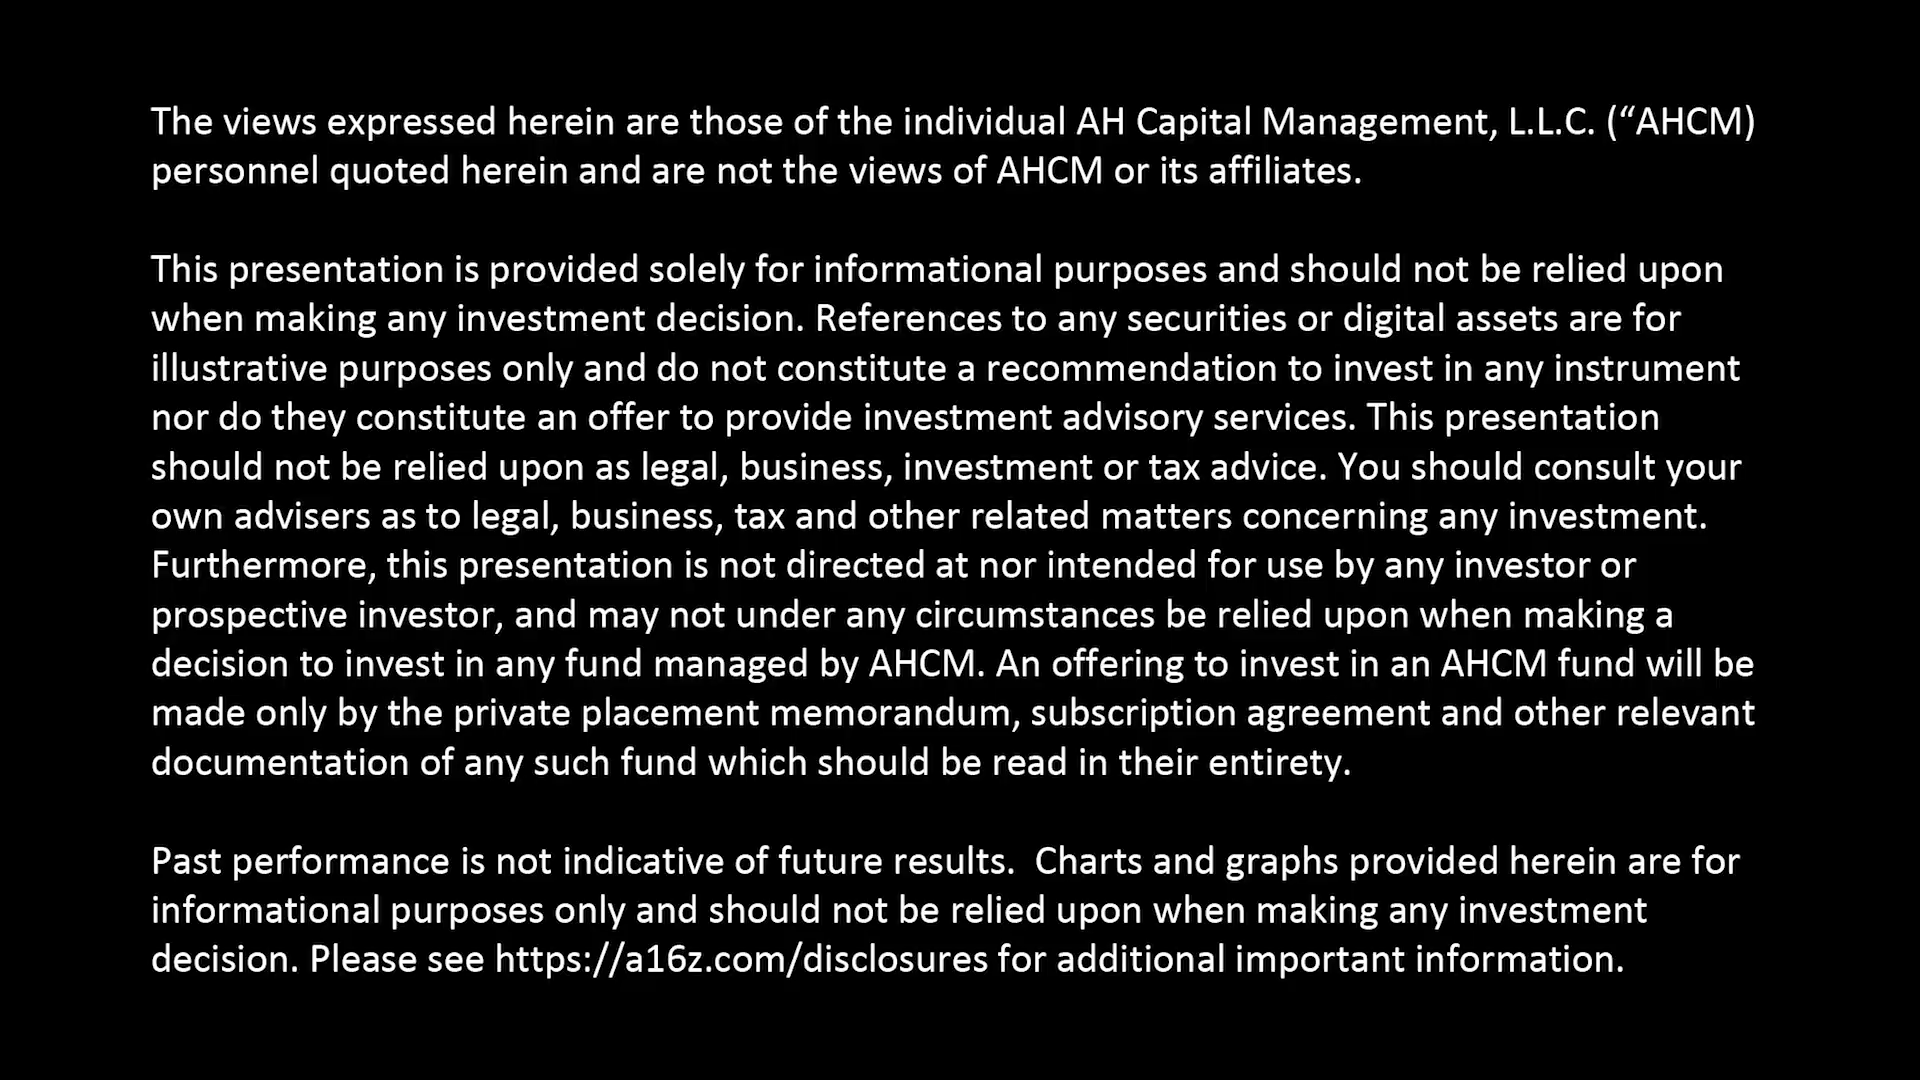 The views expressed herein are those of the individual AH Capital Management, L.L.C. (“AHCM)
personnel quoted herein and are not the views of AHCM or its affiliates.
This presentation is provided solely for informational purposes and should not be relied upon
when making any investment decision. References to any securities or digital assets are for
illustrative purposes only and do not constitute a recommendation to invest in any instrument
nor do they constitute an offer to provide investment advisory services. This presentation
should not be relied upon as legal, business, investment or tax advice. You should consult your
own advisers as to legal, business, tax and other related matters concerning any investment.
Furthermore, this presentation is not directed at nor intended for use by any investor or
prospective investor, and may not under any circumstances be relied upon when making a
decision to invest in any fund managed by AHCM. An offering to invest in an AHCM fund will be
made only by the private placement memorandum, subscription agreement and other relevant
documentation of any such fund which should be read in their entirety.
Past performance is not indicative of future results.  Charts and graphs provided herein are for
informational purposes only and should not be relied upon when making any investment
decision. Please see https://a16z.com/disclosures for additional important information.